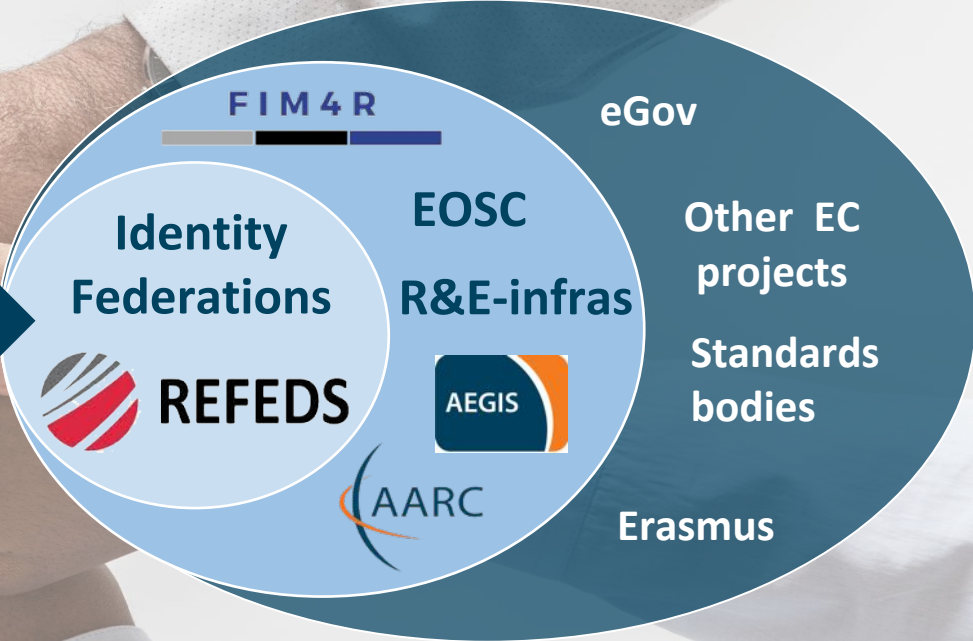 FIM4R
eGov
Identity
Federations
REFEDS
EOSC
R&E-infras
AEGIS
AARC
Other EC
projects
Standards
bodies
Erasmus